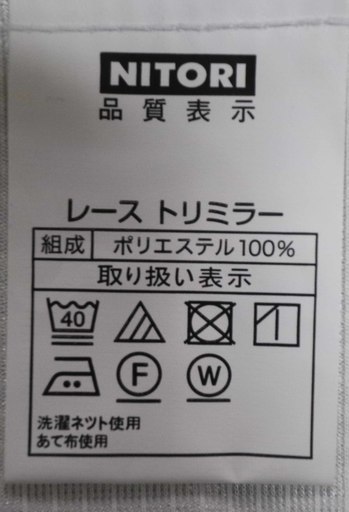 NITORI
品質表示
レース トリミラー
組成 ポリエステル100%
取り扱い表示
40
F W
洗濯ネット使用
あて布使用